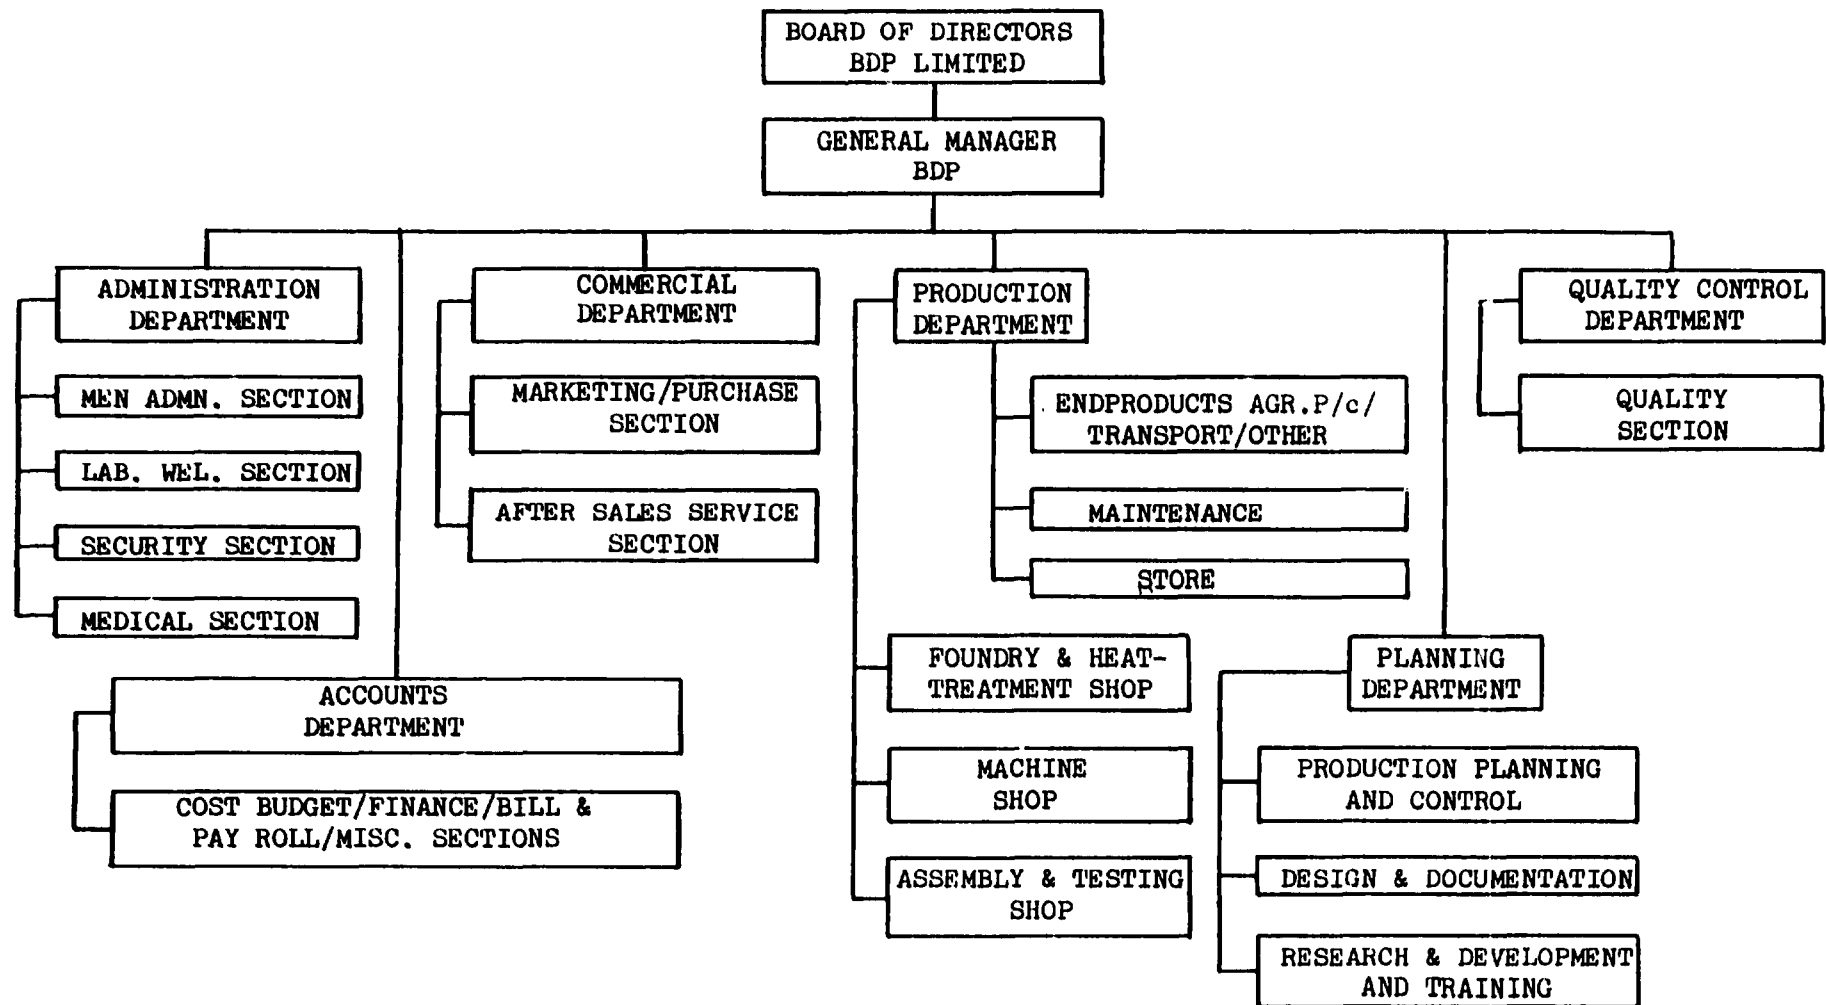 BOARD OF DIRECTORS
BDP LIMITED
GENERAL MANAGER
BDP
ADMINISTRATION
DEPARTMENT
MEN ADMN. SECTION
LAB. WEL. SECTION
SECURITY SECTION
MEDICAL SECTION
ACCOUNTS
DEPARTMENT
COST BUDGET/FINANCE/BILL &
PAY ROLL/MISC. SECTIONS
COMMERCIAL
DEPARTMENT
MARKETING/PURCHASE
SECTION
AFTER SALES SERVICE
SECTION
PRODUCTION
DEPARTMENT
ENDPRODUCTS AGR.P/c/
TRANSPORT/OTHER
MAINTENANCE
STORE
FOUNDRY & HEAT-
TREATMENT SHOP
MACHINE
SHOP
ASSEMBLY & TESTING
SHOP
PLANNING
DEPARTMENT
PRODUCTION PLANNING
AND CONTROL
DESIGN & DOCUMENTATION
RESEARCH & DEVELOPMENT
AND TRAINING
QUALITY CONTROL
DEPARTMENT
QUALITY
SECTION